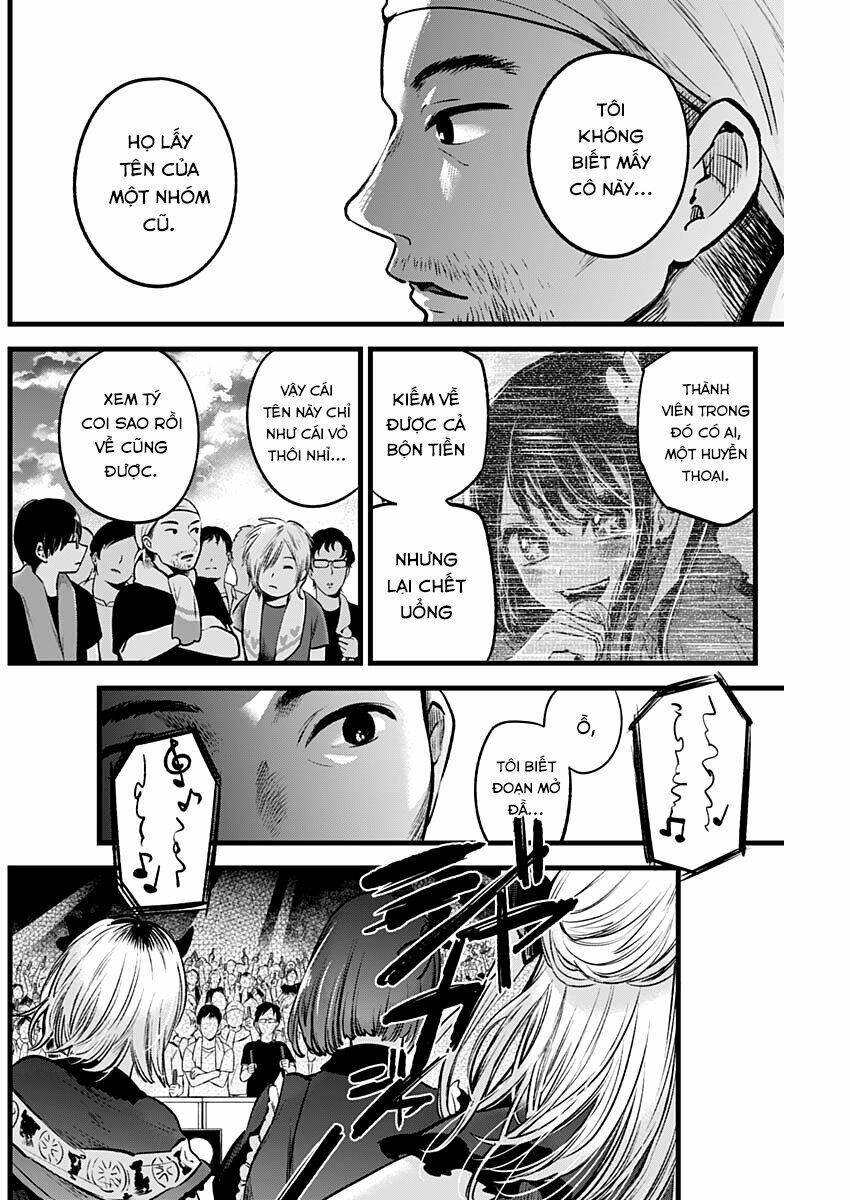 TÔI
KHÔNG
BIẾT MẤY
CÔ NÀY...
HỌ LẤY
TÊN CỦA
MỘT NHÓM
CŨ.
THÀNH
VIÊN TRONG
ĐÓ CÓ AI,
MỘT HUYỀN
THOẠI.
KIẾM VỀ
ĐƯỢC CẢ
BỘN TIỀN
NHƯNG
LẠI CHẾT
UỔNG
VẬY CÁI
TÊN NÀY CHỈ
NHƯ CÁI VỎ
THÔI NHỈ...
XEM TÝ
COI SAO RỒI
VỀ CŨNG
ĐƯỢC.
Ồ,
TÔI BIẾT
ĐOẠN MỞ
ĐẦ...